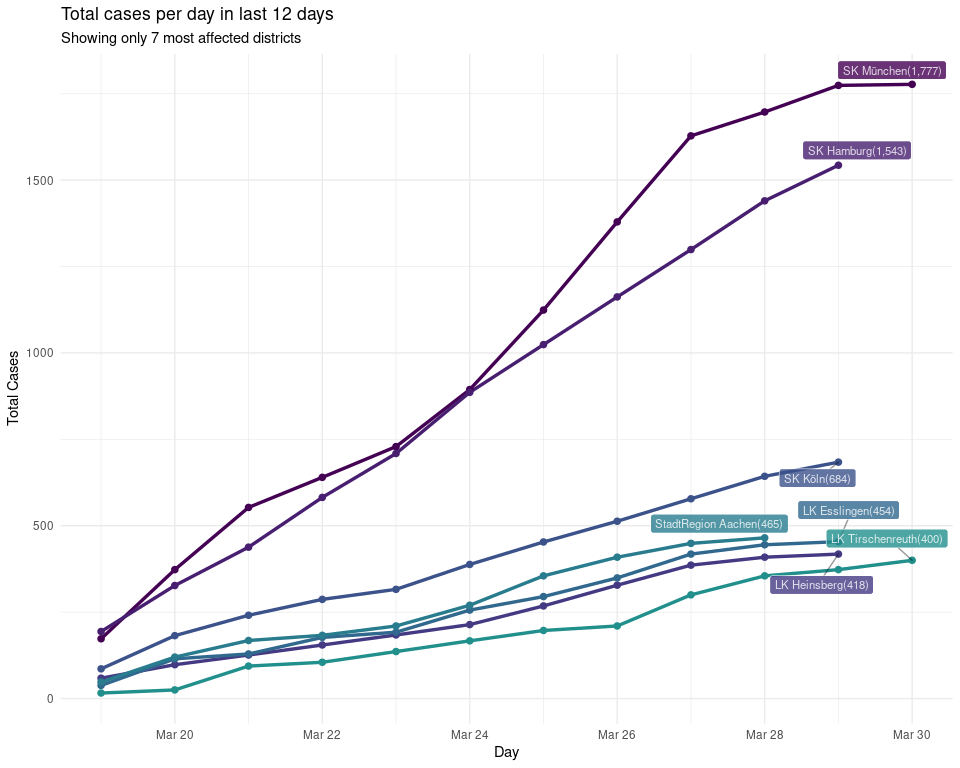 Total cases per day in last 12 days
Showing only 7 most affected districts
SK München(1,777)
SK Hamburg(1,543)
SK Köln(684)
LK Esslingen(454)
StadtRegion Aachen(465)
LK Tirschenreuth(400)
LK Heinsberg(418)
Total Cases
1500
1000
500
0
Mar 20 Mar 22 Mar 24 Mar 26 Mar 28 Mar 30
Day